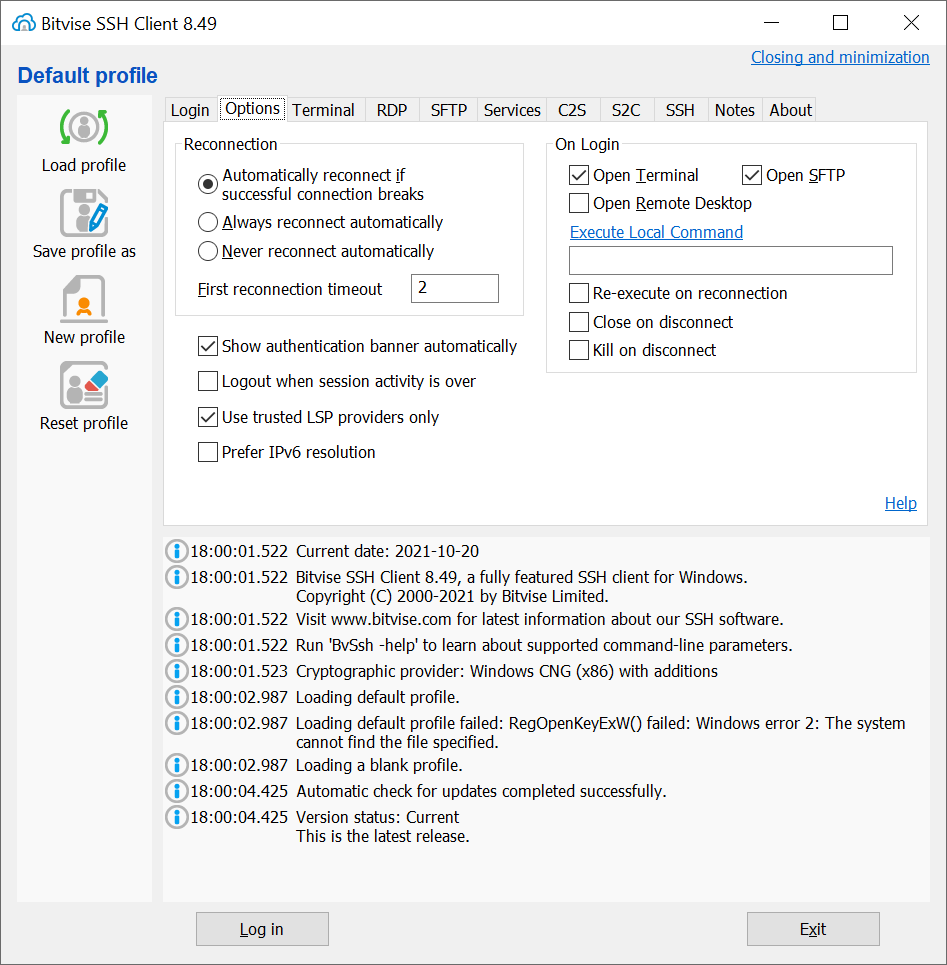 Bitvise SSH Client 8.49
Closing and minimization
Default profile
Load profile
Save profile as
New profile
Reset profile
Login Options Terminal RDP SFTP Services C2S S2C SSH Notes About
Reconnection
Automatically reconnect if
successful connection breaks
Always reconnect automatically
Never reconnect automatically
First reconnection timeout 2
Show authentication banner automatically
Logout when session activity is over
Use trusted LSP providers only
Prefer IPv6 resolution
On Login
Open Terminal Open SFTP
Open Remote Desktop
Execute Local Command
Re-execute on reconnection
Close on disconnect
Kill on disconnect
Help
18:00:01.522 Current date: 2021-10-20
18:00:01.522 Bitvise SSH Client 8.49, a fully featured SSH client for Windows.
Copyright (C) 2000-2021 by Bitvise Limited.
18:00:01.522 Visit www.bitvise.com for latest information about our SSH software.
18:00:01.522 Run 'BvSsh -help' to learn about supported command-line parameters.
18:00:01.523 Cryptographic provider: Windows CNG (x86) with additions
18:00:02.987 Loading default profile.
18:00:02.987 Loading default profile failed: RegOpenKeyExW() failed: Windows error 2: The system
cannot find the file specified.
18:00:02.987 Loading a blank profile.
18:00:04.425 Automatic check for updates completed successfully.
18:00:04.425 Version status: Current
This is the latest release.
Log in Exit